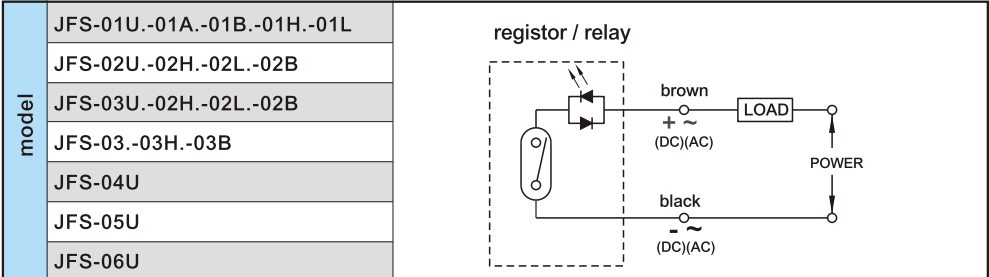 model
JFS-01U.-01A.-01B.-01H.-01L
JFS-02U.-02H.-02L.-02B
JFS-03U.-02H.-02L.-02B
JFS-03.-03H.-03B
JFS-04U
JFS-05U
JFS-06U
registor / relay
brown
+ ~
(DC)(AC)
LOAD
POWER
black
- ~
(DC)(AC)